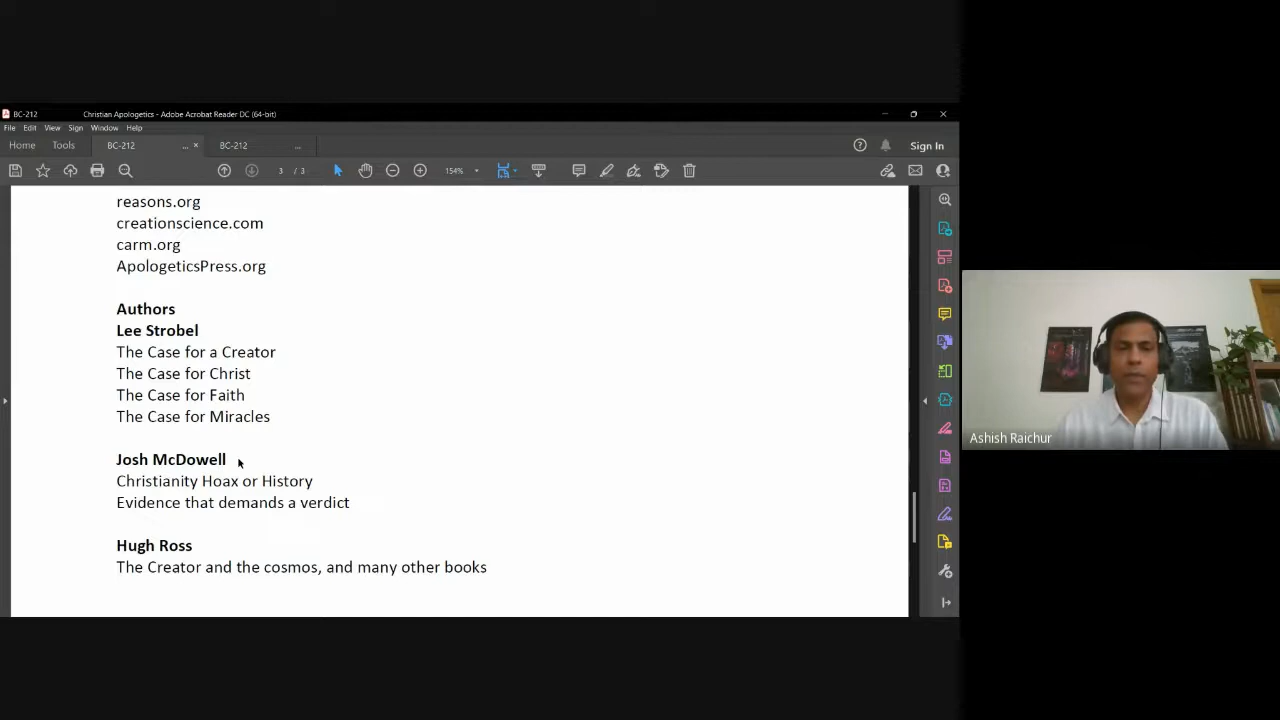 BC-212 Christian Apologetics - Adobe Acrobat Reader DC (64-bit)
File Edit View Sign Window Help
Home Tools BC-212 ... × BC-212 ... Sign In
3 / 3 154%
reasons.org
creationscience.com
carm.org
ApologeticsPress.org
Authors
Lee Strobel
The Case for a Creator
The Case for Christ
The Case for Faith
The Case for Miracles
Josh McDowell
Christianity Hoax or History
Evidence that demands a verdict
Hugh Ross
The Creator and the cosmos, and many other books
Ashish Raichur